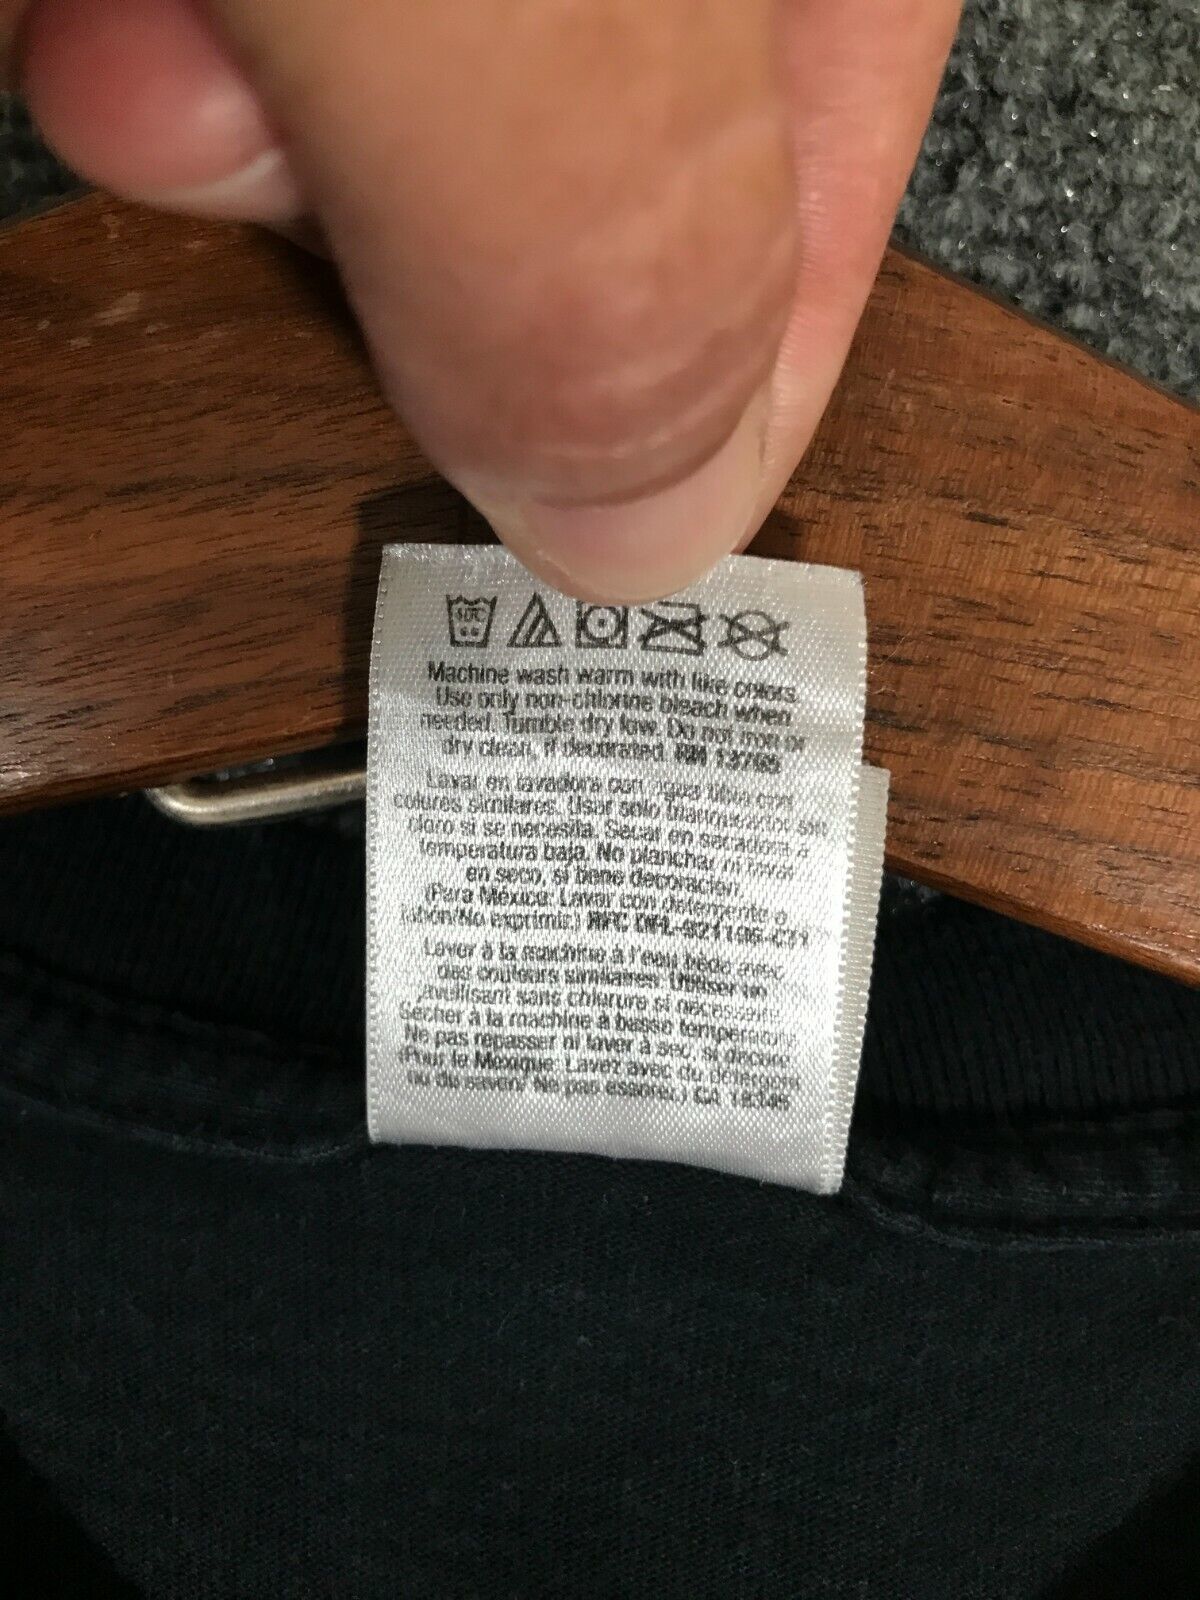 40°C
Machine wash warm with like colors.
Use only non-chlorine bleach when
needed. Tumble dry low. Do not iron or
dry clean, if decorated. RN 13765
Lavar en lavadora con agua tibia con
colores similares. Usar solo blanqueador sin
cloro si se necesita. Secar en secadora a
temperatura baja. No planchar ni lavar
en seco, si tiene decoración.
(Para México: Lavar con detergente o
jabón/No exprimir.) RFC DFL-921106-C71
Laver à la machine à l'eau tiède avec
des couleurs similaires. Utiliser un
javellisant sans chlorure si nécessaire.
Sécher à la machine à basse température.
Ne pas repasser ni laver à sec, si décoré.
(Pour le Mexique: Lavez avec du détergent
ou du savon/ Ne pas essorez.) CA